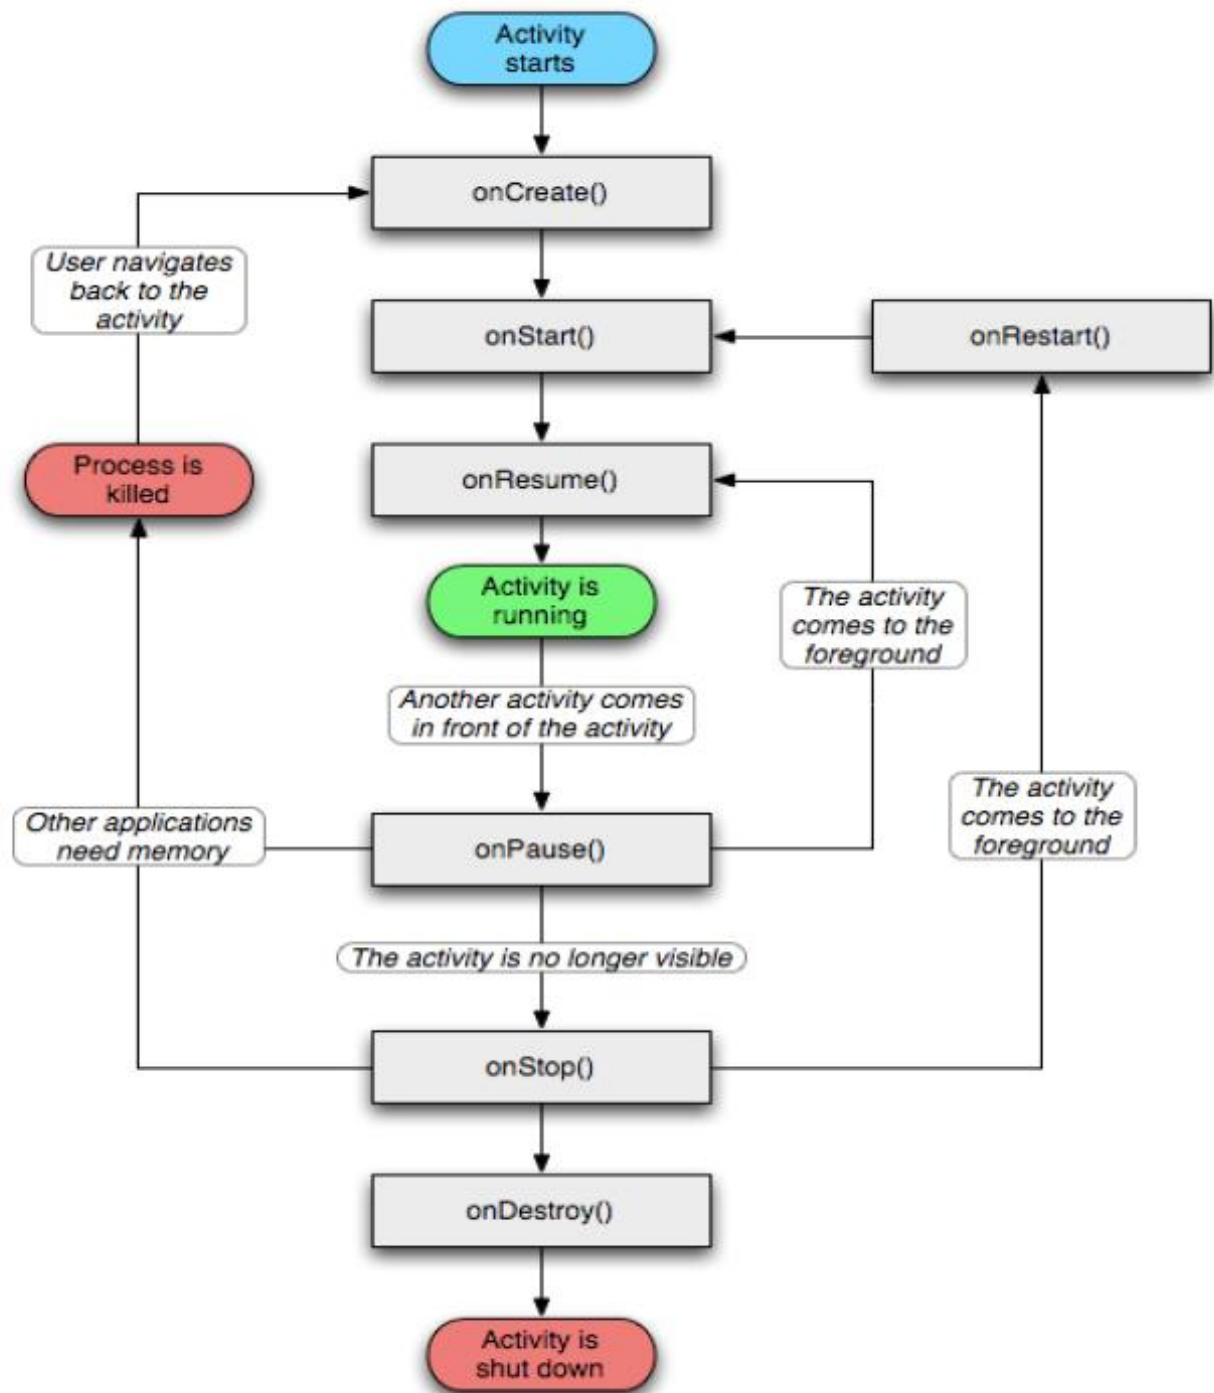 Activity
starts
onCreate()
User navigates
back to the
activity
onStart()
onRestart()
Process is
killed
onResume()
Activity is
running
The activity
comes to the
foreground
Another activity comes
in front of the activity
The activity
comes to the
foreground
Other applications
need memory
onPause()
The activity is no longer visible
onStop()
onDestroy()
Activity is
shut down